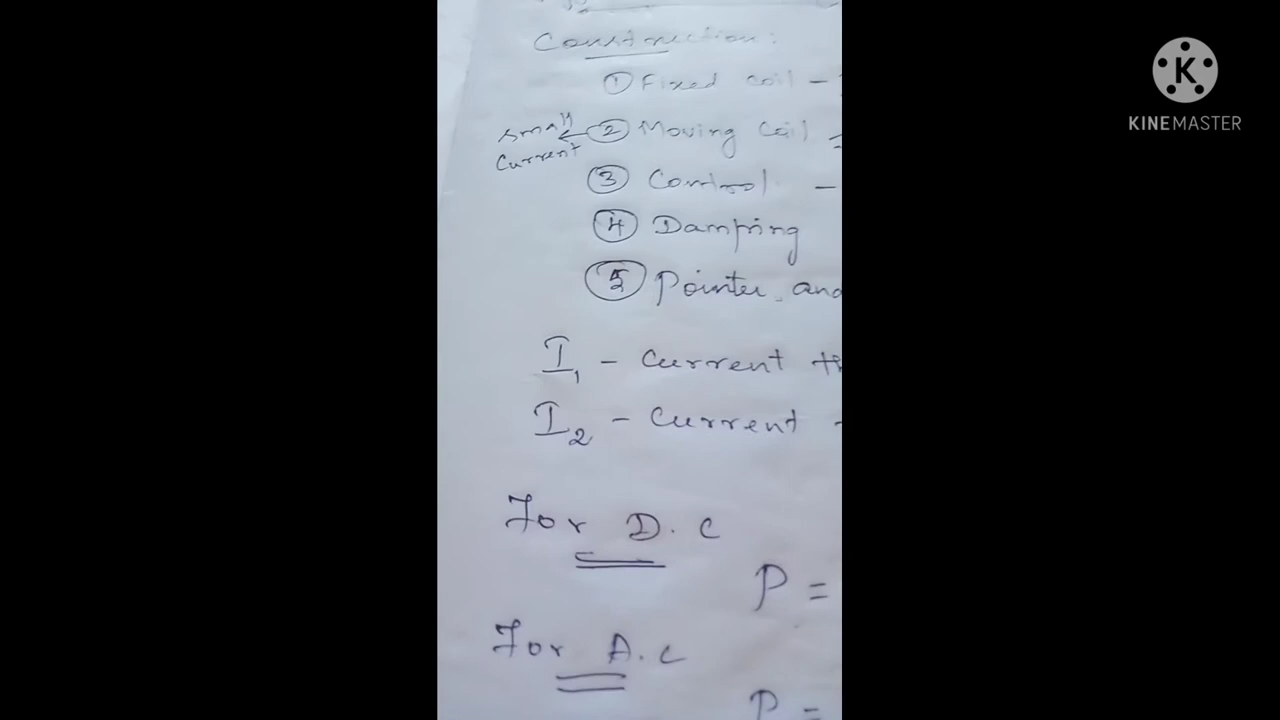 Construction:
① Fixed coil -
small ← ② Moving coil =
current
③ Control -
④ Damping
⑤ Pointer and
I₁ - Current th
I₂ - Current
For D.C
P =
For A.C
P =
K
KINEMASTER